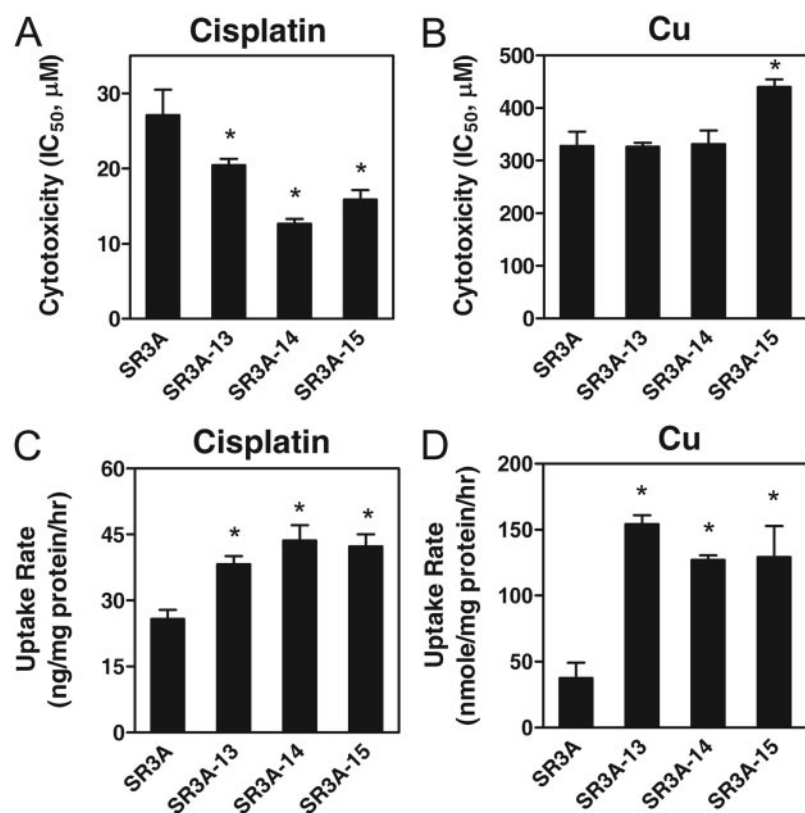 A
Cisplatin
Cytotoxicity (IC50, μM)
30
20
10
0
SR3A
SR3A-13
SR3A-14
SR3A-15
*
*
*
B
Cu
Cytotoxicity (IC50, μM)
500
400
300
200
100
0
SR3A
SR3A-13
SR3A-14
SR3A-15
*
C
Cisplatin
Uptake Rate
(ng/mg protein/hr)
60
45
30
15
0
SR3A
SR3A-13
SR3A-14
SR3A-15
*
*
*
D
Cu
Uptake Rate
(nmole/mg protein/hr)
200
150
100
50
0
SR3A
SR3A-13
SR3A-14
SR3A-15
*
*
*